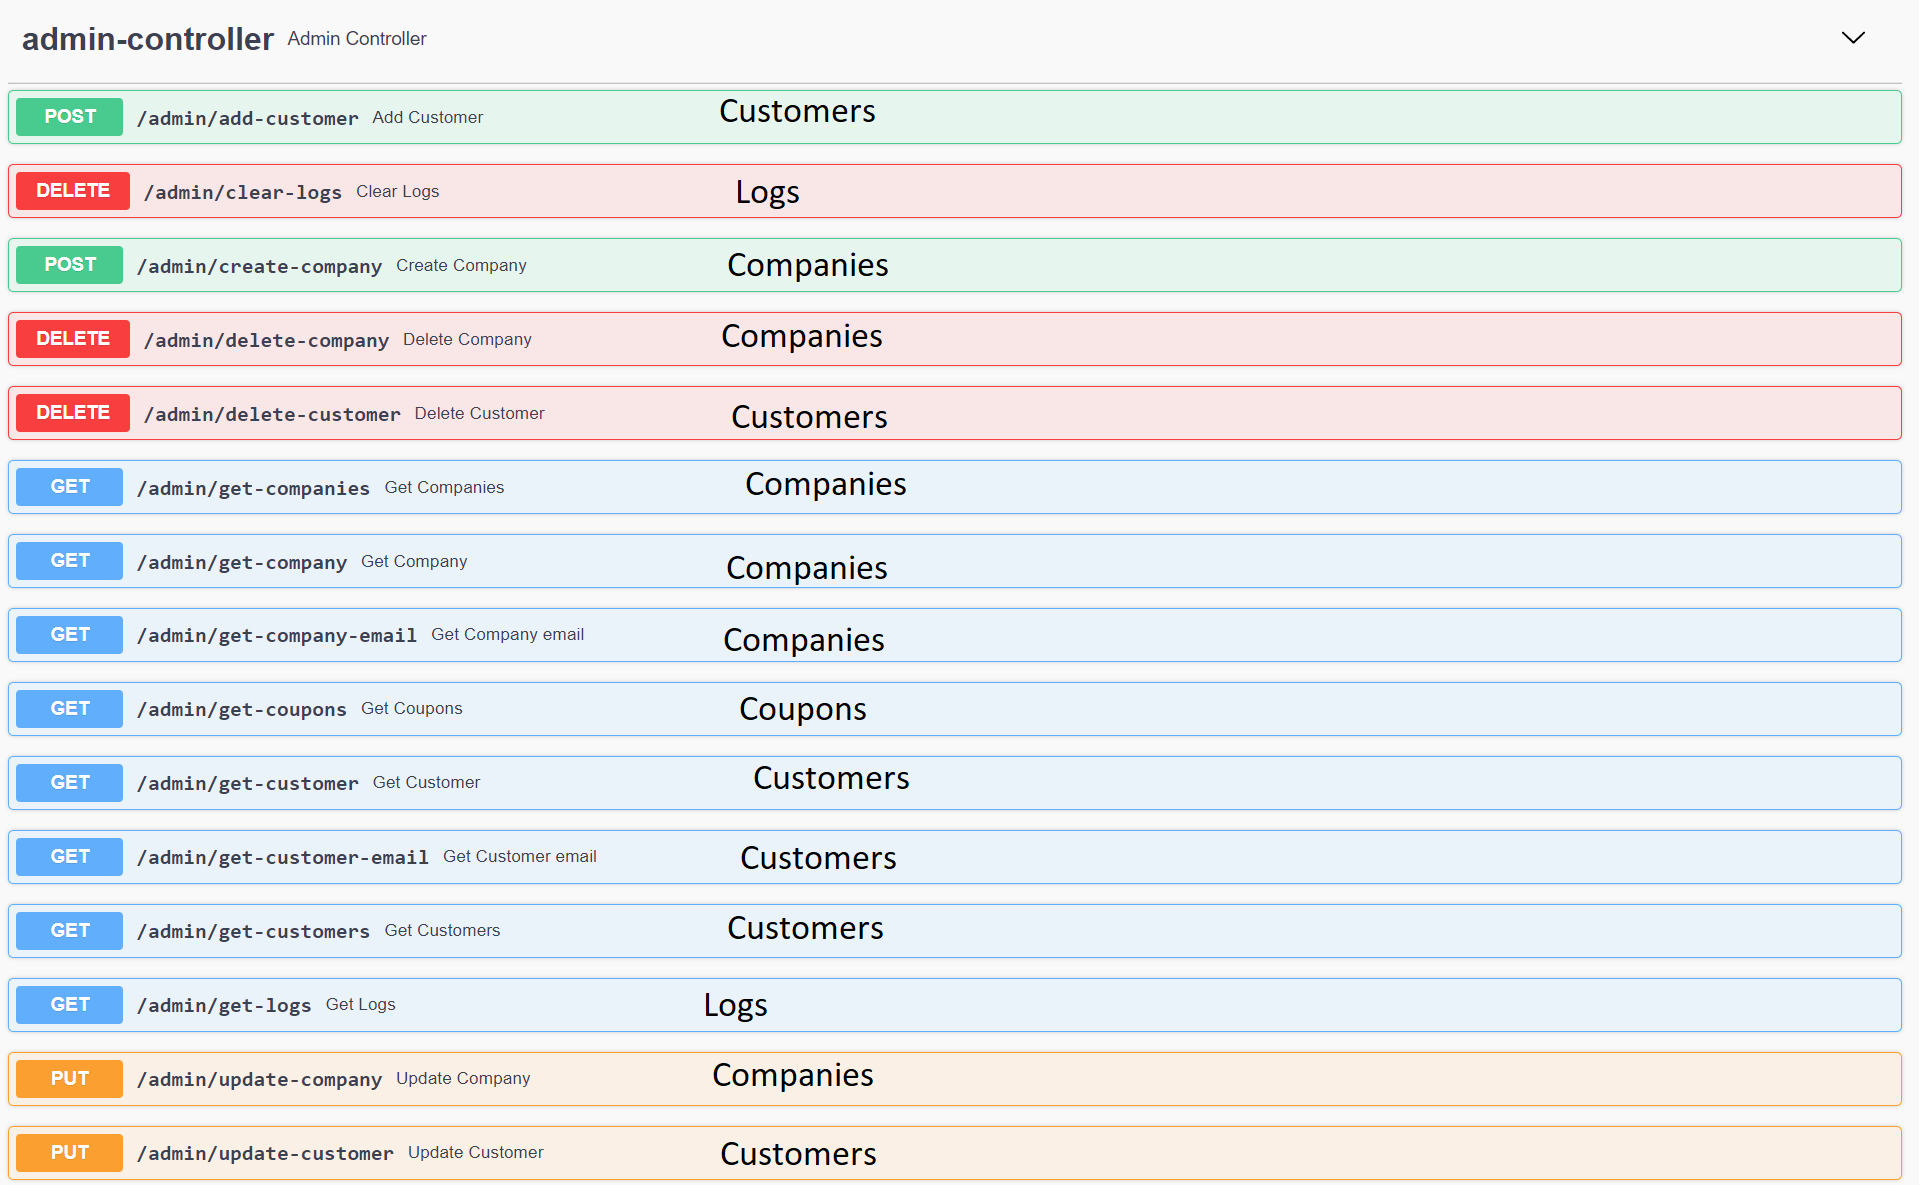 admin-controller Admin Controller
POST /admin/add-customer Add Customer Customers
DELETE /admin/clear-logs Clear Logs Logs
POST /admin/create-company Create Company Companies
DELETE /admin/delete-company Delete Company Companies
DELETE /admin/delete-customer Delete Customer Customers
GET /admin/get-companies Get Companies Companies
GET /admin/get-company Get Company Companies
GET /admin/get-company-email Get Company email Companies
GET /admin/get-coupons Get Coupons Coupons
GET /admin/get-customer Get Customer Customers
GET /admin/get-customer-email Get Customer email Customers
GET /admin/get-customers Get Customers Customers
GET /admin/get-logs Get Logs Logs
PUT /admin/update-company Update Company Companies
PUT /admin/update-customer Update Customer Customers